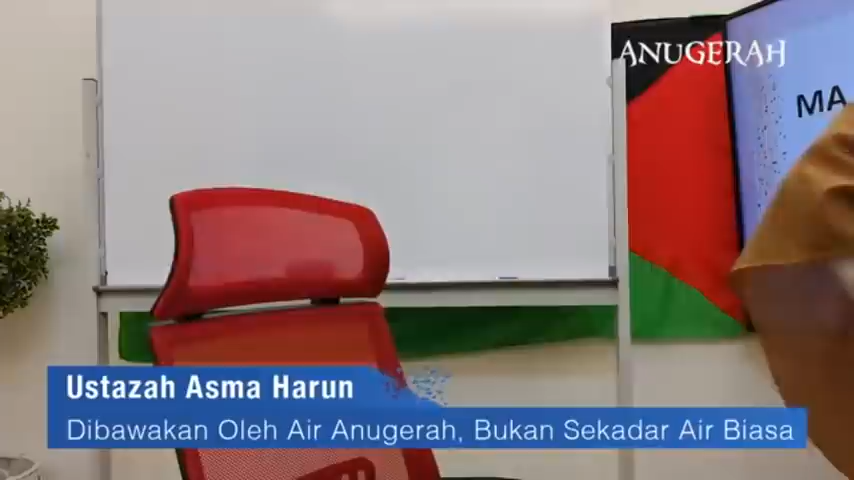 ANUGERAH
MA
Ustazah Asma Harun
Dibawakan Oleh Air Anugerah, Bukan Sekadar Air Biasa